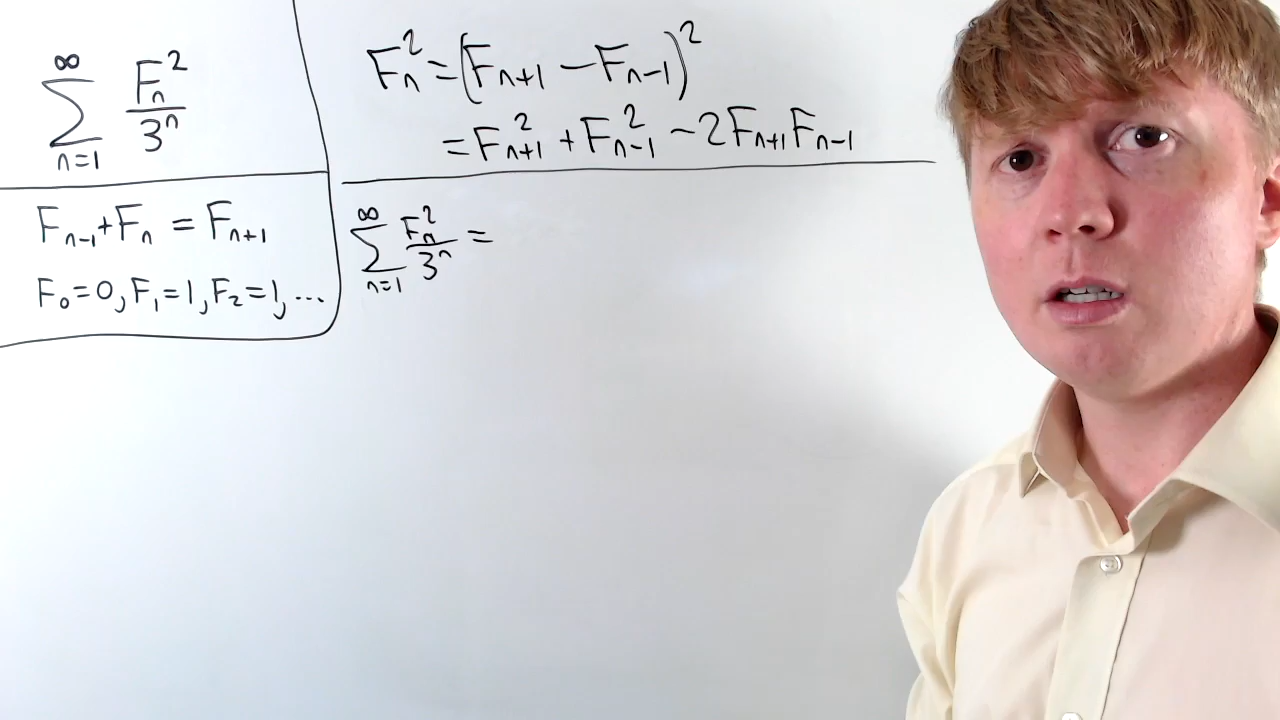 ∞
∑ F_n^2 / 3^n
n=1
F_{n-1} + F_n = F_{n+1}
F_0 = 0, F_1 = 1, F_2 = 1, ...
F_n^2 = (F_{n+1} - F_{n-1})^2
= F_{n+1}^2 + F_{n-1}^2 - 2F_{n+1}F_{n-1}
∞
∑ F_n^2 / 3^n =
n=1